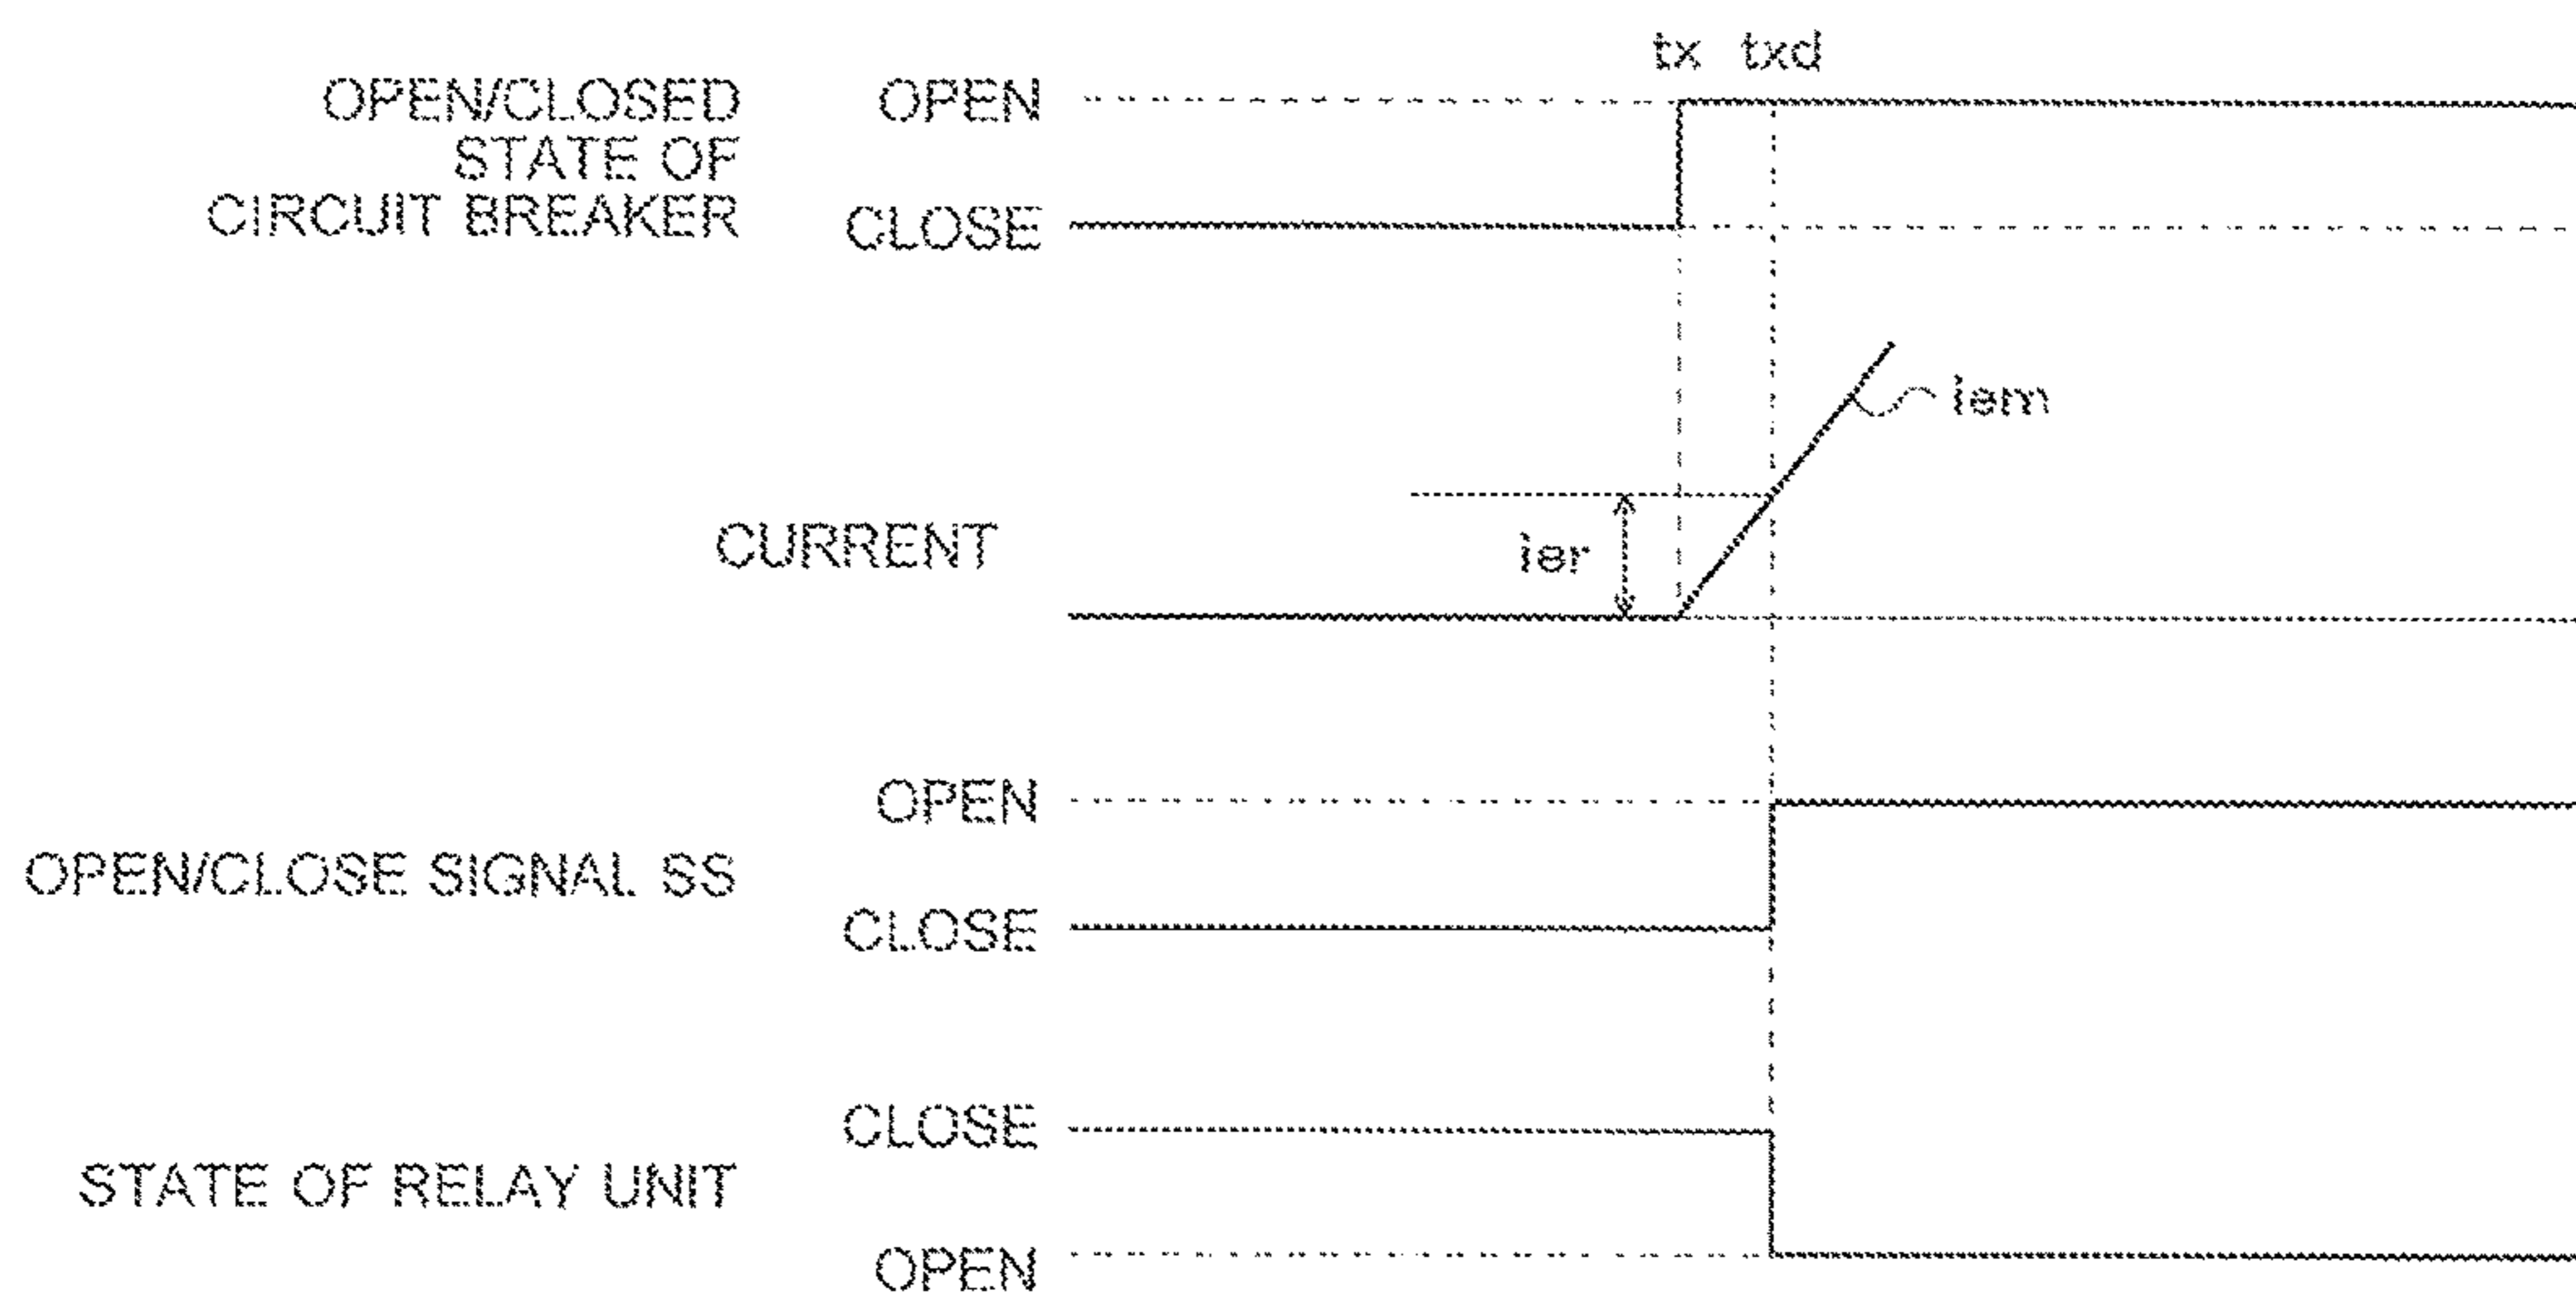 tx txd
OPEN/CLOSED
STATE OF
CIRCUIT BREAKER
OPEN
CLOSE
iem
CURRENT
ier
OPEN
OPEN/CLOSE SIGNAL SS
CLOSE
CLOSE
STATE OF RELAY UNIT
OPEN